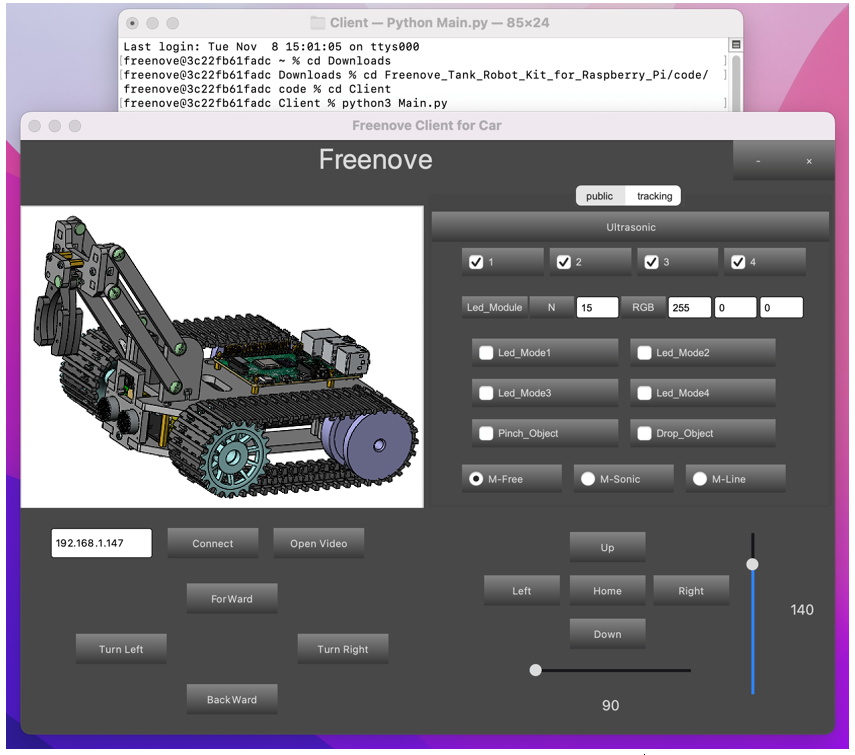 Client — Python Main.py — 85×24
Last login: Tue Nov  8 15:01:05 on ttys000
[freenove@3c22fb61fadc ~ % cd Downloads ]
[freenove@3c22fb61fadc Downloads % cd Freenove_Tank_Robot_Kit_for_Raspberry_Pi/code/ ]
[freenove@3c22fb61fadc code % cd Client ]
[freenove@3c22fb61fadc Client % python3 Main.py ]
Freenove Client for Car
Freenove
- ×
public tracking
Ultrasonic
1 2 3 4
Led_Module N 15 RGB 255 0 0
Led_Mode1 Led_Mode2
Led_Mode3 Led_Mode4
Pinch_Object Drop_Object
M-Free M-Sonic M-Line
192.168.1.147 Connect Open Video
ForWard
Turn Left Turn Right
BackWard
Up
Left Home Right
Down
140
90